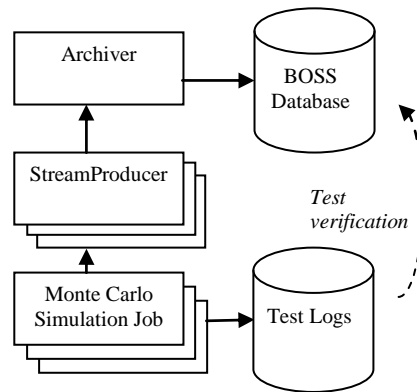 Archiver
BOSS
Database
StreamProducer
Test
verification
Monte Carlo
Simulation Job
Test Logs